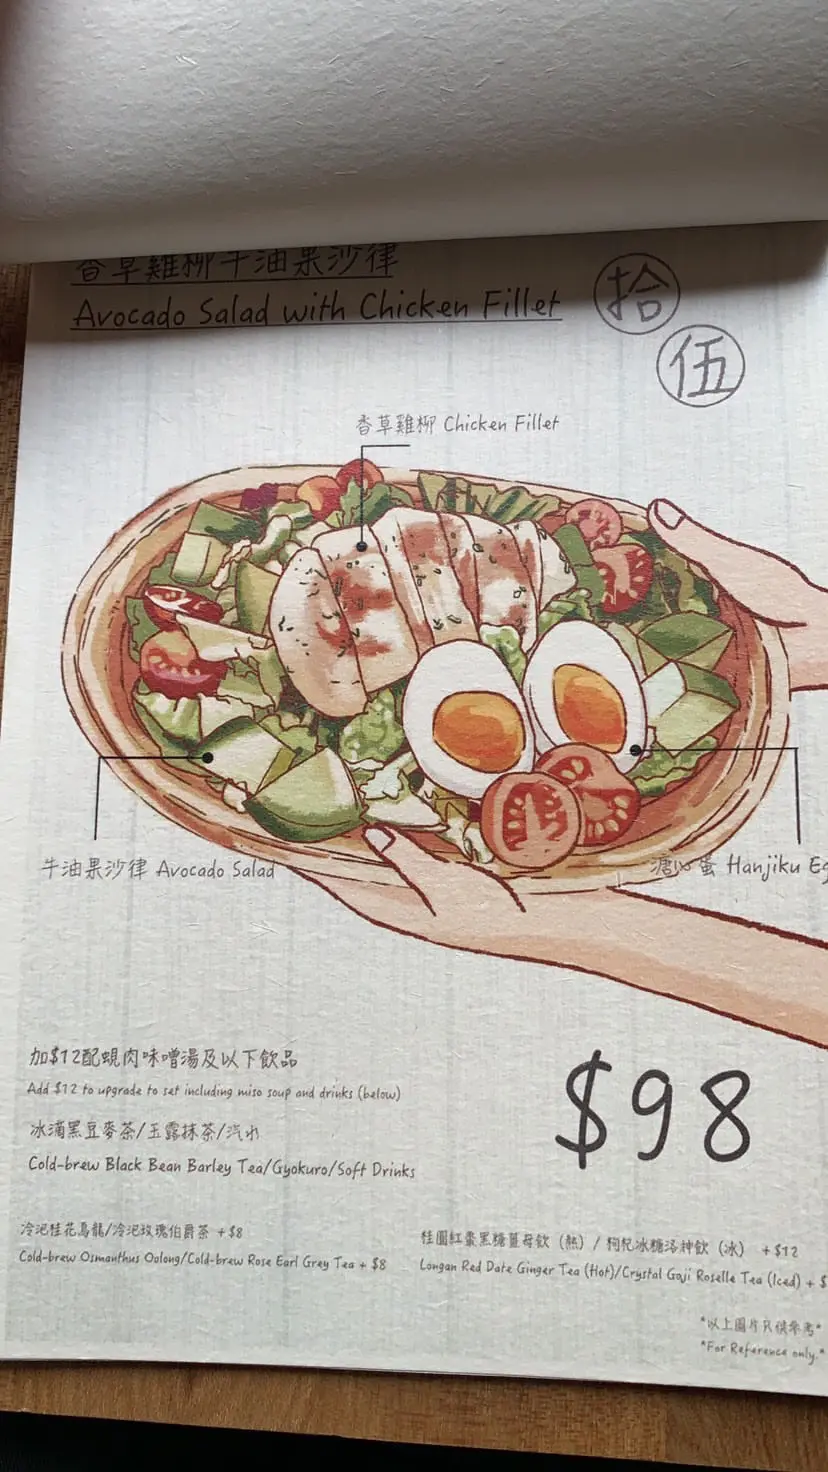 香草雞柳牛油果沙律
Avocado Salad with Chicken Fillet
拾
伍
香草雞柳 Chicken Fillet
牛油果沙律 Avocado Salad
溏心蛋 Hanjiku
加$12配蜆肉味噌湯及以下飲品
Add $12 to upgrade to set including miso soup and drinks (below)
冰滴黑豆麥茶/玉露抹茶/汽水
Cold-brew Black Bean Barley Tea/Gyokuro/Soft Drinks
$98
冷泡桂花烏龍/冷泡玫瑰伯爵茶 +$8
Cold-brew Osmanthus Oolong/Cold-brew Rose Earl Grey Tea + $8
桂圓紅棗黑糖薑母飲（熱）/ 枸杞冰糖洛神飲（冰） +$12
Longan Red Date Ginger Tea (Hot)/Crystal Goji Roselle Tea (Iced) + $
*以上圖片只供參考*
*For Reference only.*